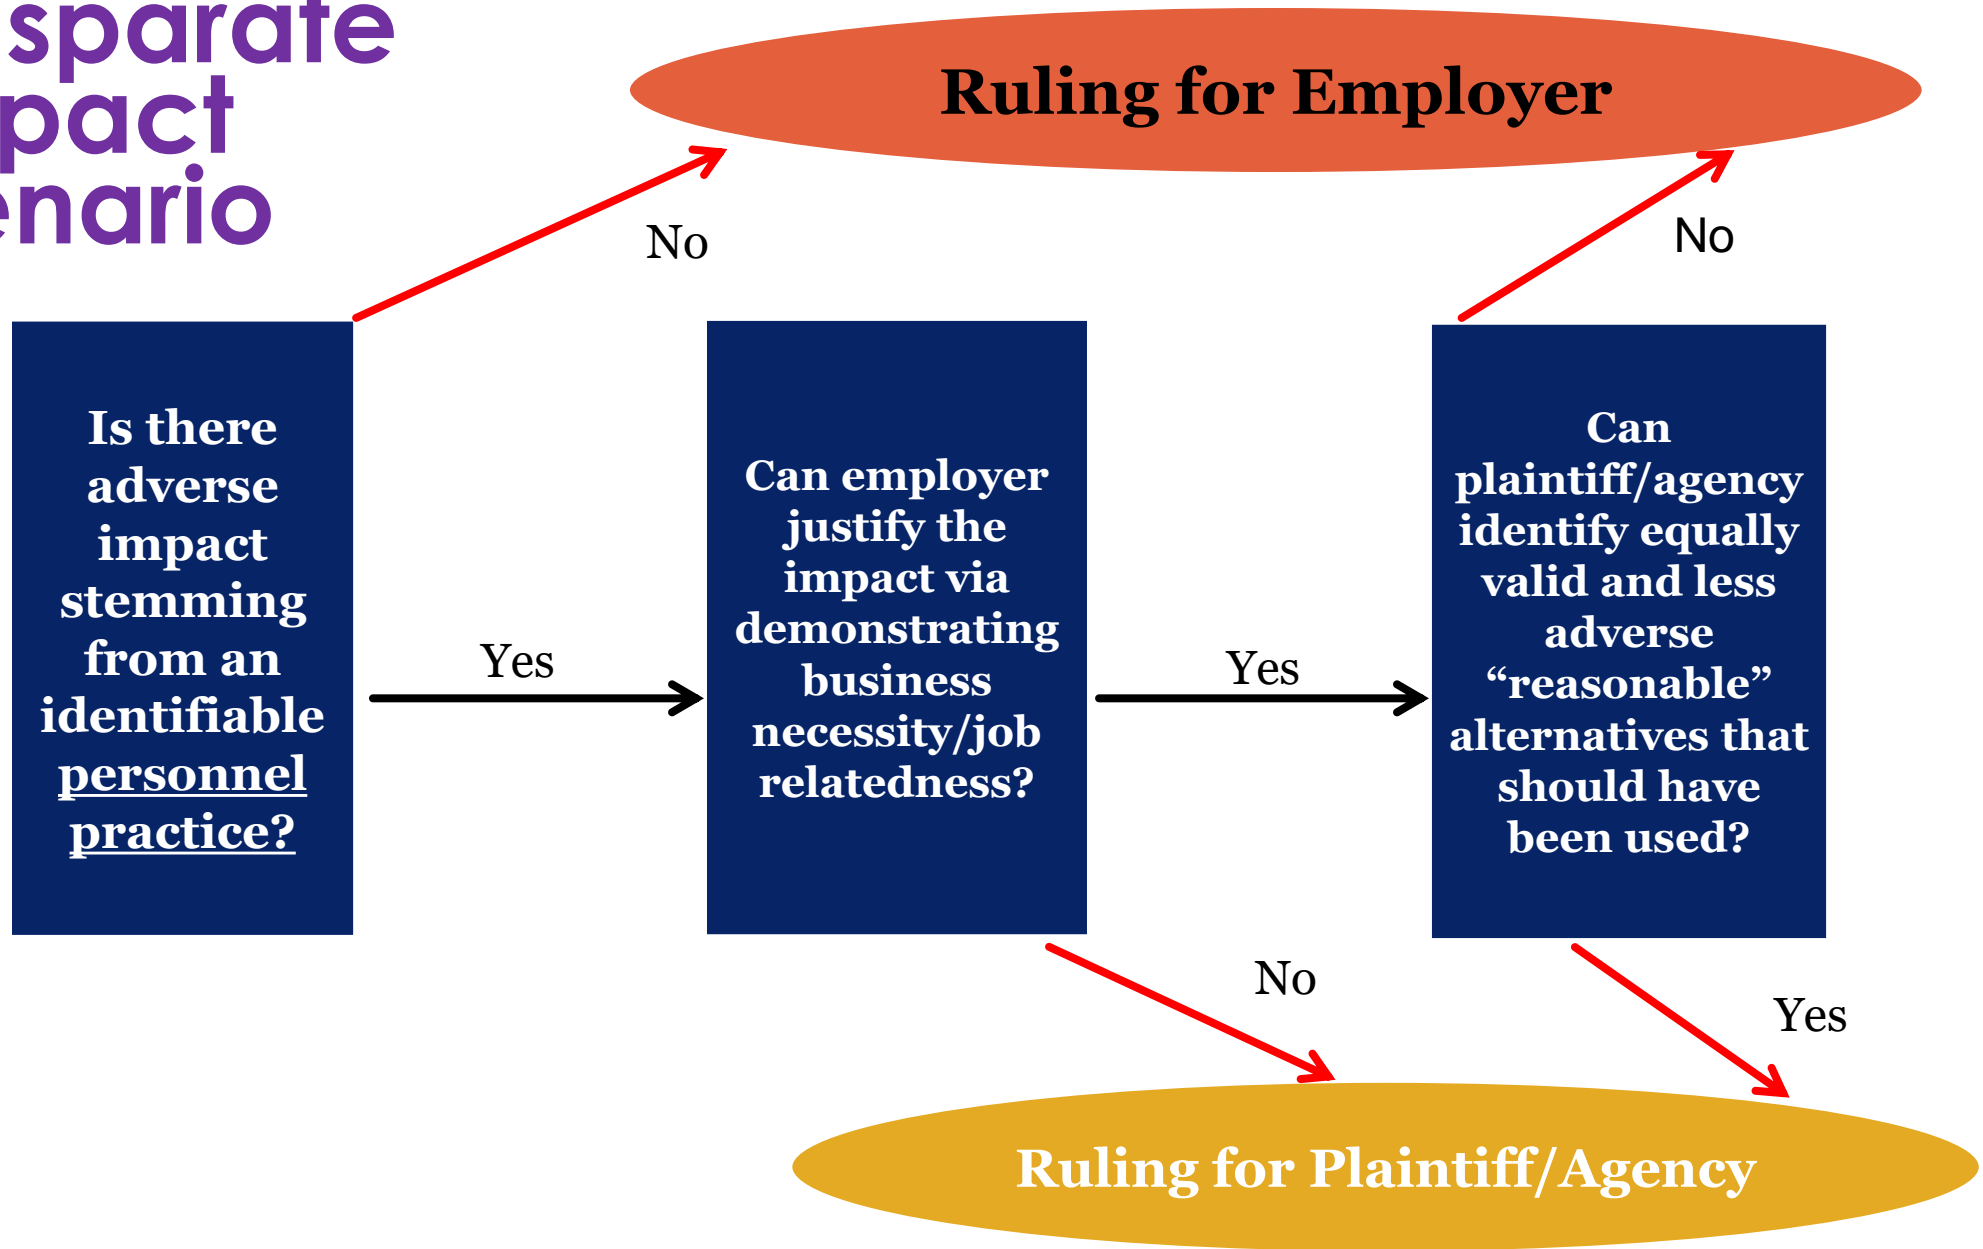 sparate
pact
enario
Ruling for Employer
No
No
Is there
adverse
impact
stemming
from an
identifiable
personnel
practice?
Yes
Can employer
justify the
impact via
demonstrating
business
necessity/job
relatedness?
Yes
Can
plaintiff/agency
identify equally
valid and less
adverse
“reasonable”
alternatives that
should have
been used?
No
Yes
Ruling for Plaintiff/Agency